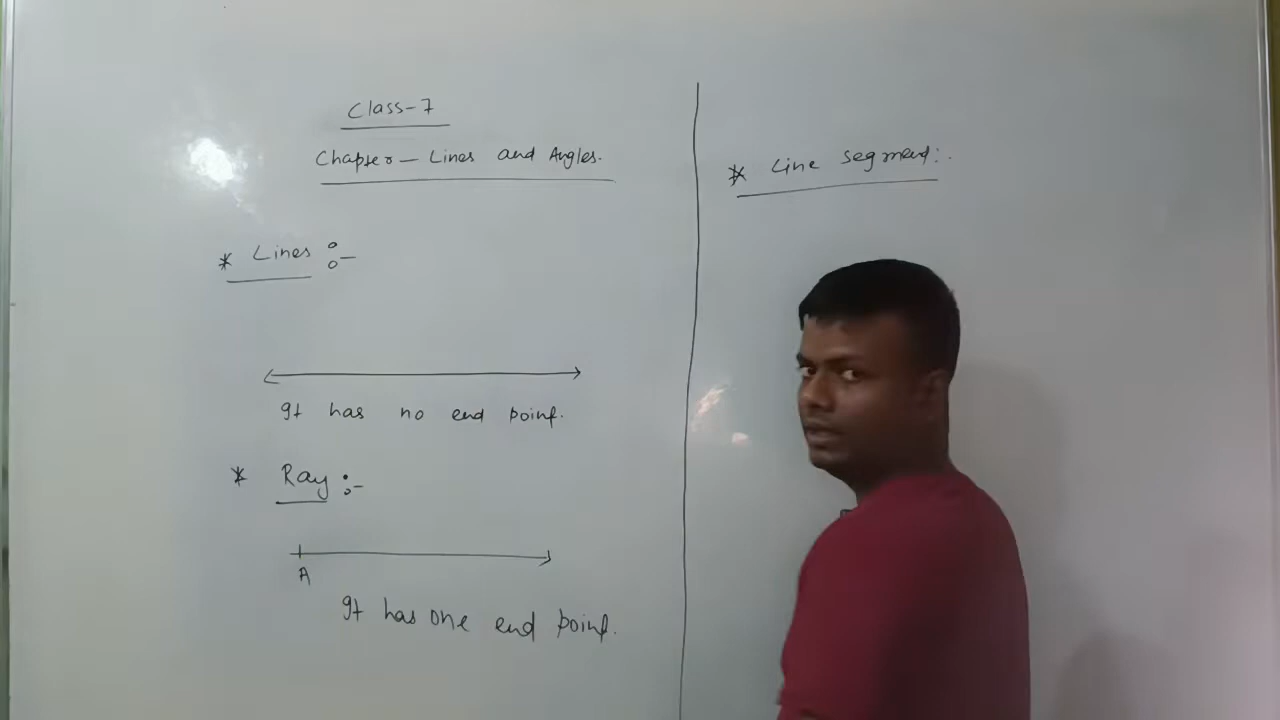 Class-7
Chapter - Lines and Angles.
* Lines :-
It has no end point.
* Ray :-
A
It has one end point.
* Line segment:.